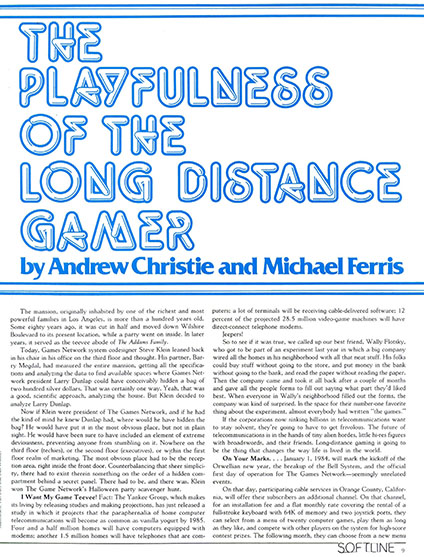 THE
PLAYFULNESS
OF THE
LONG DISTANCE
GAMER
by Andrew Christie and Michael Ferris
The mansion, originally inhabited by one of the richest and most
powerful families in Los Angeles, is more than a hundred years old.
Some eighty years ago, it was cut in half and moved down Wilshire
Boulevard to its present location, while a party went on inside. In later
years, it served as the teevee abode of The Addams Family.
Today, Games Network system codesigner Steve Klein leaned back
in his chair in his office on the third floor. His partner, Bar-
ry Megdal, had measured the entire mansion, getting all the specifica-
tions and analyzing the data to find available spaces where Games Net-
work president Larry Dunlap could have conceivably hidden a bag of
two hundred silver dollars. That was certainly one way. Yeah, that was
a good, scientific approach, analyzing the house. But Klein decided to
analyze Larry Dunlap.
Now if Klein were president of The Games Network, and if he had
the kind of mind he knew Dunlap had, where would he have hidden the
bag? He would have put it in the most obvious place, but not in plain
sight. He would have been sure to have included an element of extreme
deviousness, preventing anyone from stumbling on it. Nowhere on the
third floor (techies), or the second floor (executives), or within the first
floor realm of marketing. The most obvious place had to be the recep-
tion area, right inside the front door. Counterbalancing that sheer simplici-
ty, there had to exist therein something on the order of a hidden com-
partment behind a secret panel. There had to be, and there was. Klein
won The Game Network's Halloween party scavenger hunt.
I Want My Game Teevee! Fact: The Yankee Group, which makes
its living by releasing studies and making projections, has just released a
study in which it projects that the paraphernalia of home computer
telecommunications will become as common as vanilla yogurt by 1985.
Four and a half million homes will have computers equipped with
modems; another 1.5 million homes will have telephones that are com-
puters; a lot of terminals will be receiving cable-delivered software; 12
percent of the projected 28.5 million video-game machines will have
direct-connect telephone modems.
Jeepers!
So to see if it was true, we called up our best friend, Wally Flotsky,
who got to be part of an experiment last year in which a big company
wired all the homes in his neighborhood with all that neat stuff. His folks
could buy stuff without going to the store, and put money in the bank
without going to the bank, and read the paper without reading the paper.
Then the company came and took it all back after a couple of months
and gave all the people forms to fill out saying what part they'd liked
best. When everyone in Wally's neighborhood filled out the forms, the
company was kind of surprised. In the space for their number-one favorite
thing about the experiment, almost everybody had written "the games."
If the corporations now sinking billions in telecommunications want
to stay solvent, they're going to have to get frivolous. The future of
telecommunications is in the hands of tiny alien hordes, little bo-figures
with broadswords, and their friends. Long-distance gaming is going to
be the thing that changes the way life is lived in the world.
On Your Marks. . . . January 1, 1984, will mark the kickoff of the
Orwellian new year, the breakup of the Bell System, and the official
first day of operation for The Games Network—seemingly unrelated
events.
On that day, participating cable services in Orange County, Califor-
nia, will offer their subscribers an additional channel. On that channel,
for an installation fee and a flat monthly rate covering the rental of a
fullstroke keyboard with 64K of memory and two joystick ports, they
can select from a menu of twenty computer games, play them as long
as they like, and compete with other players on the system for high-score
contest prizes. The following month, they can choose from a new menu
SOFTLINE 9